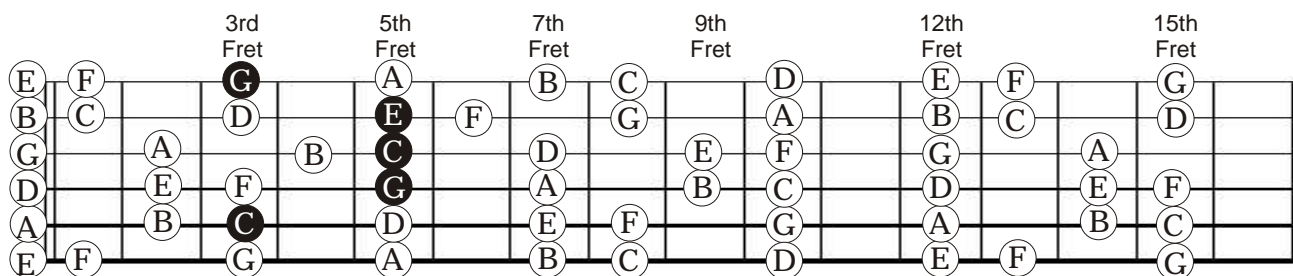 3rd Fret 5th Fret 7th Fret 9th Fret 12th Fret 15th Fret
E F G A B C D E F G
B C D E F G A B C D
G A B C D E F G A
D E F G A B C D E F
A B C D E F G A B C
E F G A B C D E F G